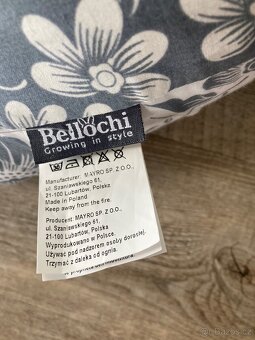 Bellochi
Growing in style
Manufacturer: MAYRO SP. Z O.O.,
ul. Szaniawskiego 61,
21-100 Lubartów, Polska
Made in Poland
Keep away from the fire
Producent: MAYRO SP. Z O.O.,
ul. Szaniawskiego 61,
21-100 Lubartów, Polska
Wyprodukowano w Polsce.
Używać pod nadzorem osoby dorosłej.
Trzymać z daleka od ognia.